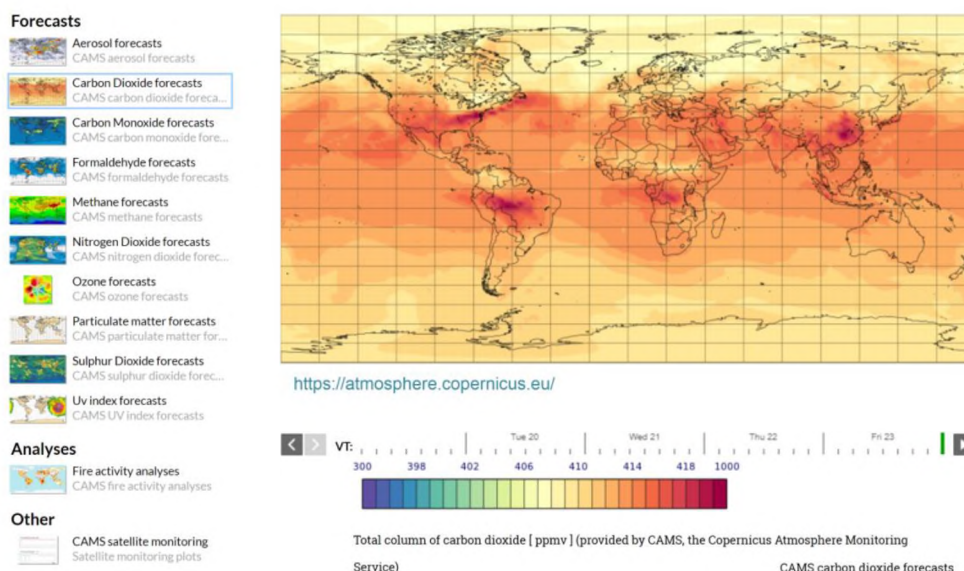 Forecasts
Aerosol forecasts
CAMS aerosol forecasts
Carbon Dioxide forecasts
CAMS carbon dioxide foreca...
Carbon Monoxide forecasts
CAMS carbon monoxide fore...
Formaldehyde forecasts
CAMS formaldehyde forecasts
Methane forecasts
CAMS methane forecasts
Nitrogen Dioxide forecasts
CAMS nitrogen dioxide forec...
Ozone forecasts
CAMS ozone forecasts
Particulate matter forecasts
CAMS particulate matter for...
Sulphur Dioxide forecasts
CAMS sulphur dioxide forec...
Uv index forecasts
CAMS UV index forecasts
Analyses
Fire activity analyses
CAMS fire activity analyses
Other
CAMS satellite monitoring
Satellite monitoring plots
https://atmosphere.copernicus.eu/
VT: Tue 20 Wed 21 Thu 22 Fri 23
300 398 402 406 410 414 418 1000
Total column of carbon dioxide [ ppmv ] (provided by CAMS, the Copernicus Atmosphere Monitoring
Service)
CAMS carbon dioxide forecasts